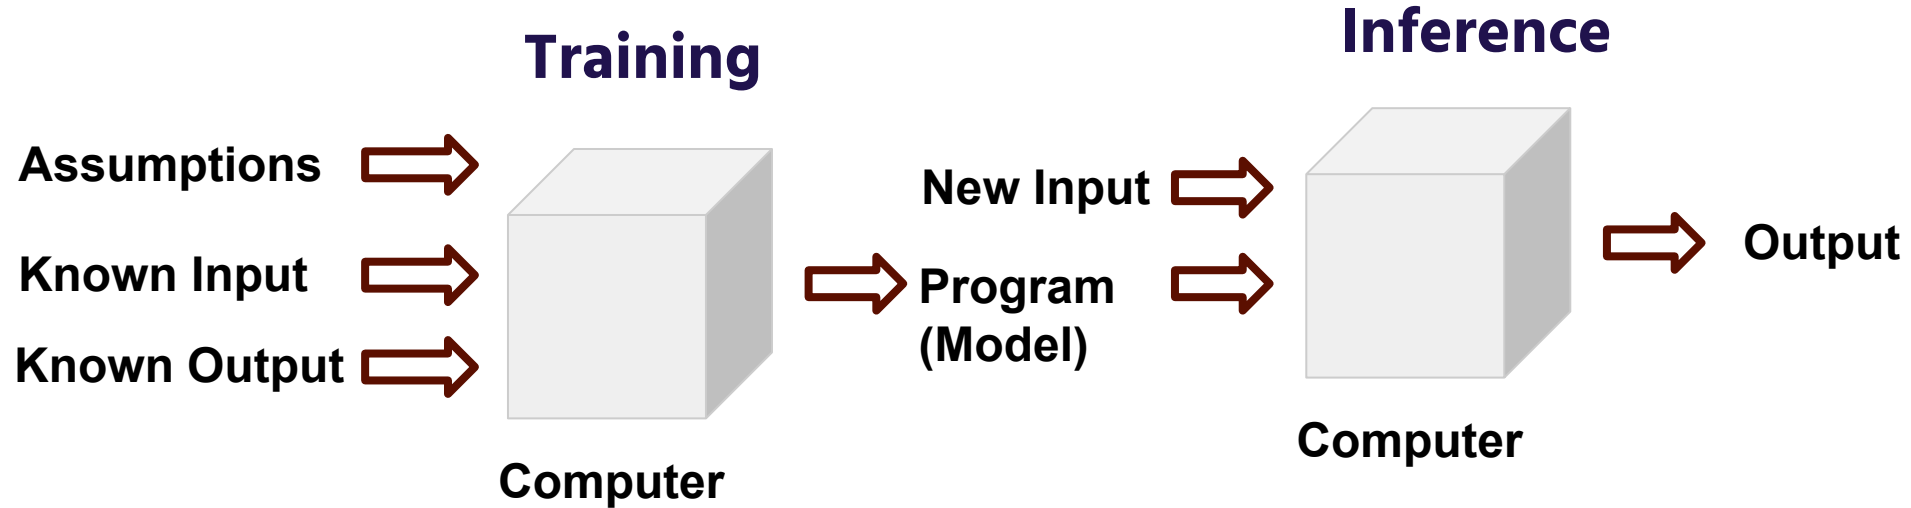 Training
Inference
Assumptions
Known Input
Known Output
Computer
New Input
Program
(Model)
Computer
Output